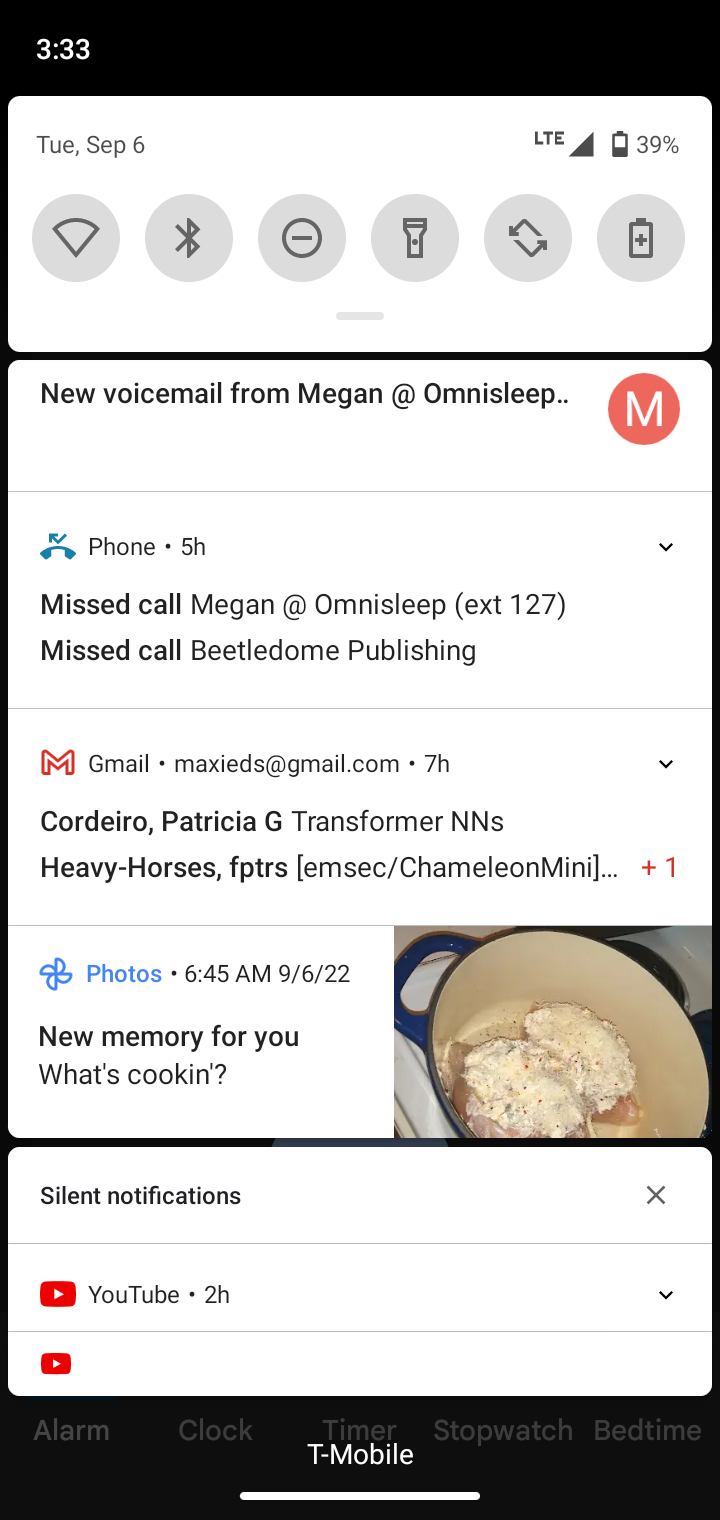 3:33
Tue, Sep 6
LTE 39%
New voicemail from Megan @ Omnisleep..
M
Phone • 5h
Missed call Megan @ Omnisleep (ext 127)
Missed call Beetledome Publishing
Gmail • maxieds@gmail.com • 7h
Cordeiro, Patricia G Transformer NNs
Heavy-Horses, fptrs [emsec/ChameleonMini]... + 1
Photos • 6:45 AM 9/6/22
New memory for you
What's cookin'?
Silent notifications
YouTube • 2h
Alarm Clock Timer Stopwatch Bedtime
T-Mobile